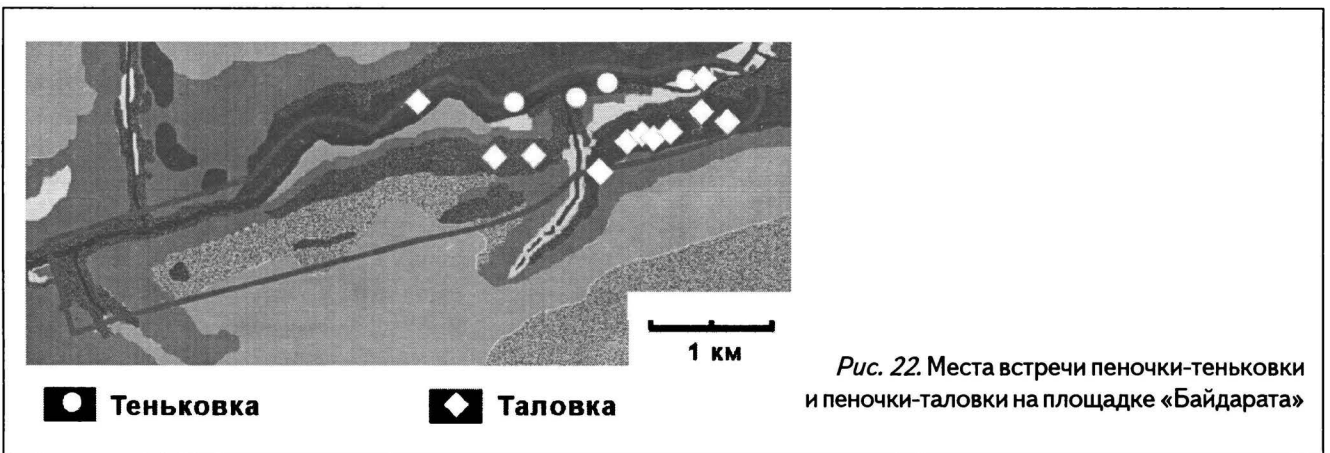 1 км
Теньковка
Таловка
Рис. 22. Места встречи пеночки-теньковки
и пеночки-таловки на площадке «Байдарата»